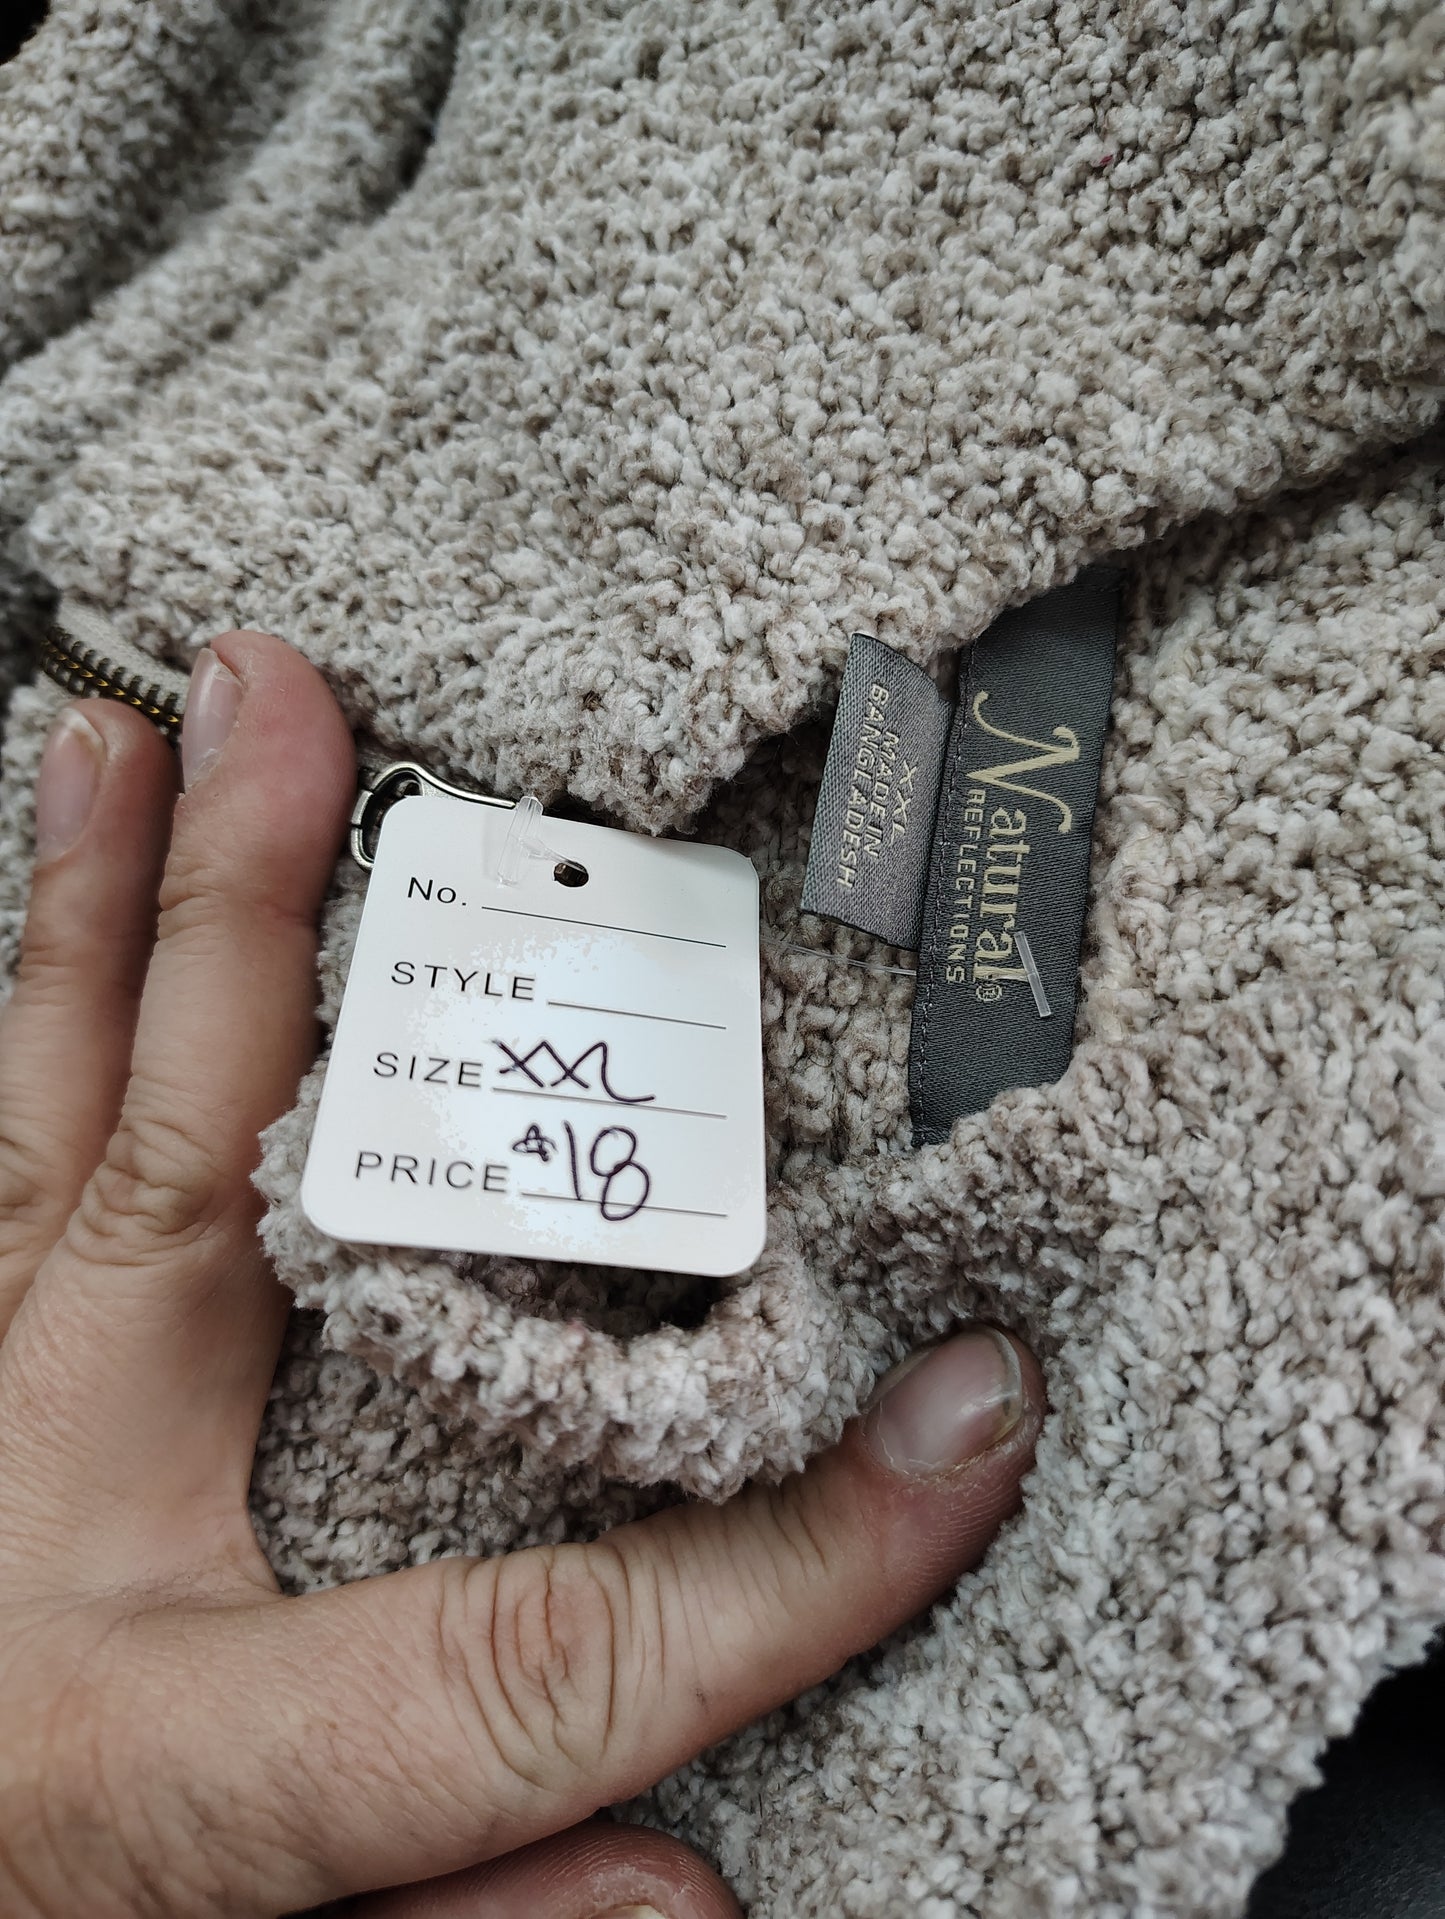 No.
STYLE
SIZE XXL
PRICE $18
XXL
MADE IN
BANGLADESH
Natural®
REFLECTIONS